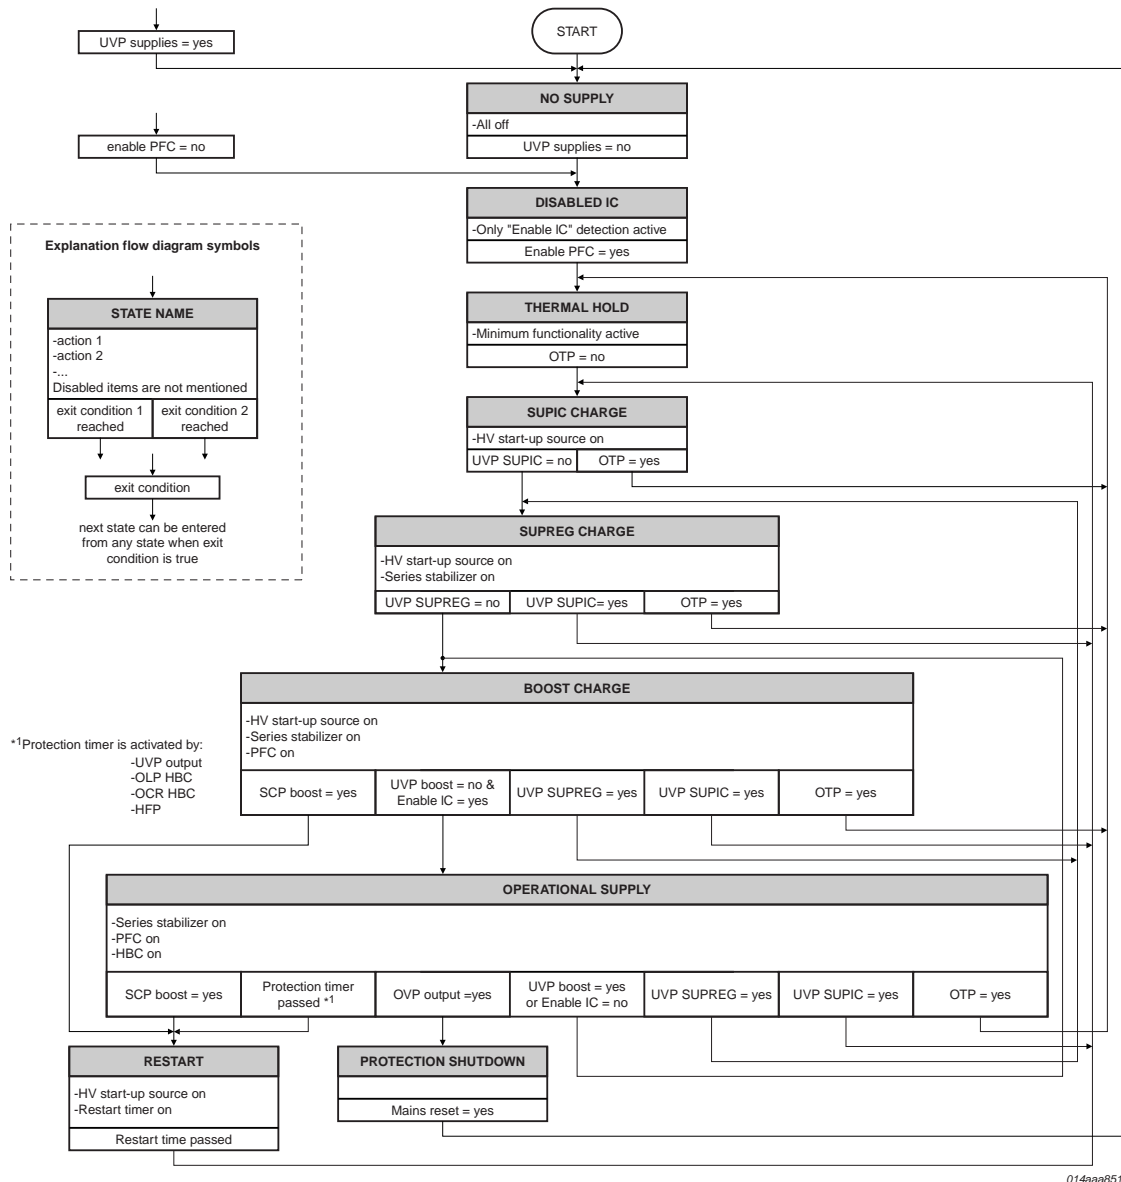 UVP supplies = yes
START
NO SUPPLY
-All off
UVP supplies = no
enable PFC = no
DISABLED IC
-Only "Enable IC" detection active
Enable PFC = yes
Explanation flow diagram symbols
STATE NAME
-action 1
-action 2
-...
Disabled items are not mentioned
exit condition 1
reached
exit condition 2
reached
exit condition
next state can be entered
from any state when exit
condition is true
THERMAL HOLD
-Minimum functionality active
OTP = no
SUPIC CHARGE
-HV start-up source on
UVP SUPIC = no
OTP = yes
SUPREG CHARGE
-HV start-up source on
-Series stabilizer on
UVP SUPREG = no
UVP SUPIC= yes
OTP = yes
BOOST CHARGE
-HV start-up source on
-Series stabilizer on
-PFC on
SCP boost = yes
UVP boost = no &
Enable IC = yes
UVP SUPREG = yes
UVP SUPIC = yes
OTP = yes
*1Protection timer is activated by:
-UVP output
-OLP HBC
-OCR HBC
-HFP
OPERATIONAL SUPPLY
-Series stabilizer on
-PFC on
-HBC on
SCP boost = yes
Protection timer
passed *1
OVP output =yes
UVP boost = yes
or Enable IC = no
UVP SUPREG = yes
UVP SUPIC = yes
OTP = yes
RESTART
-HV start-up source on
-Restart timer on
Restart time passed
PROTECTION SHUTDOWN
Mains reset = yes
014aaa851